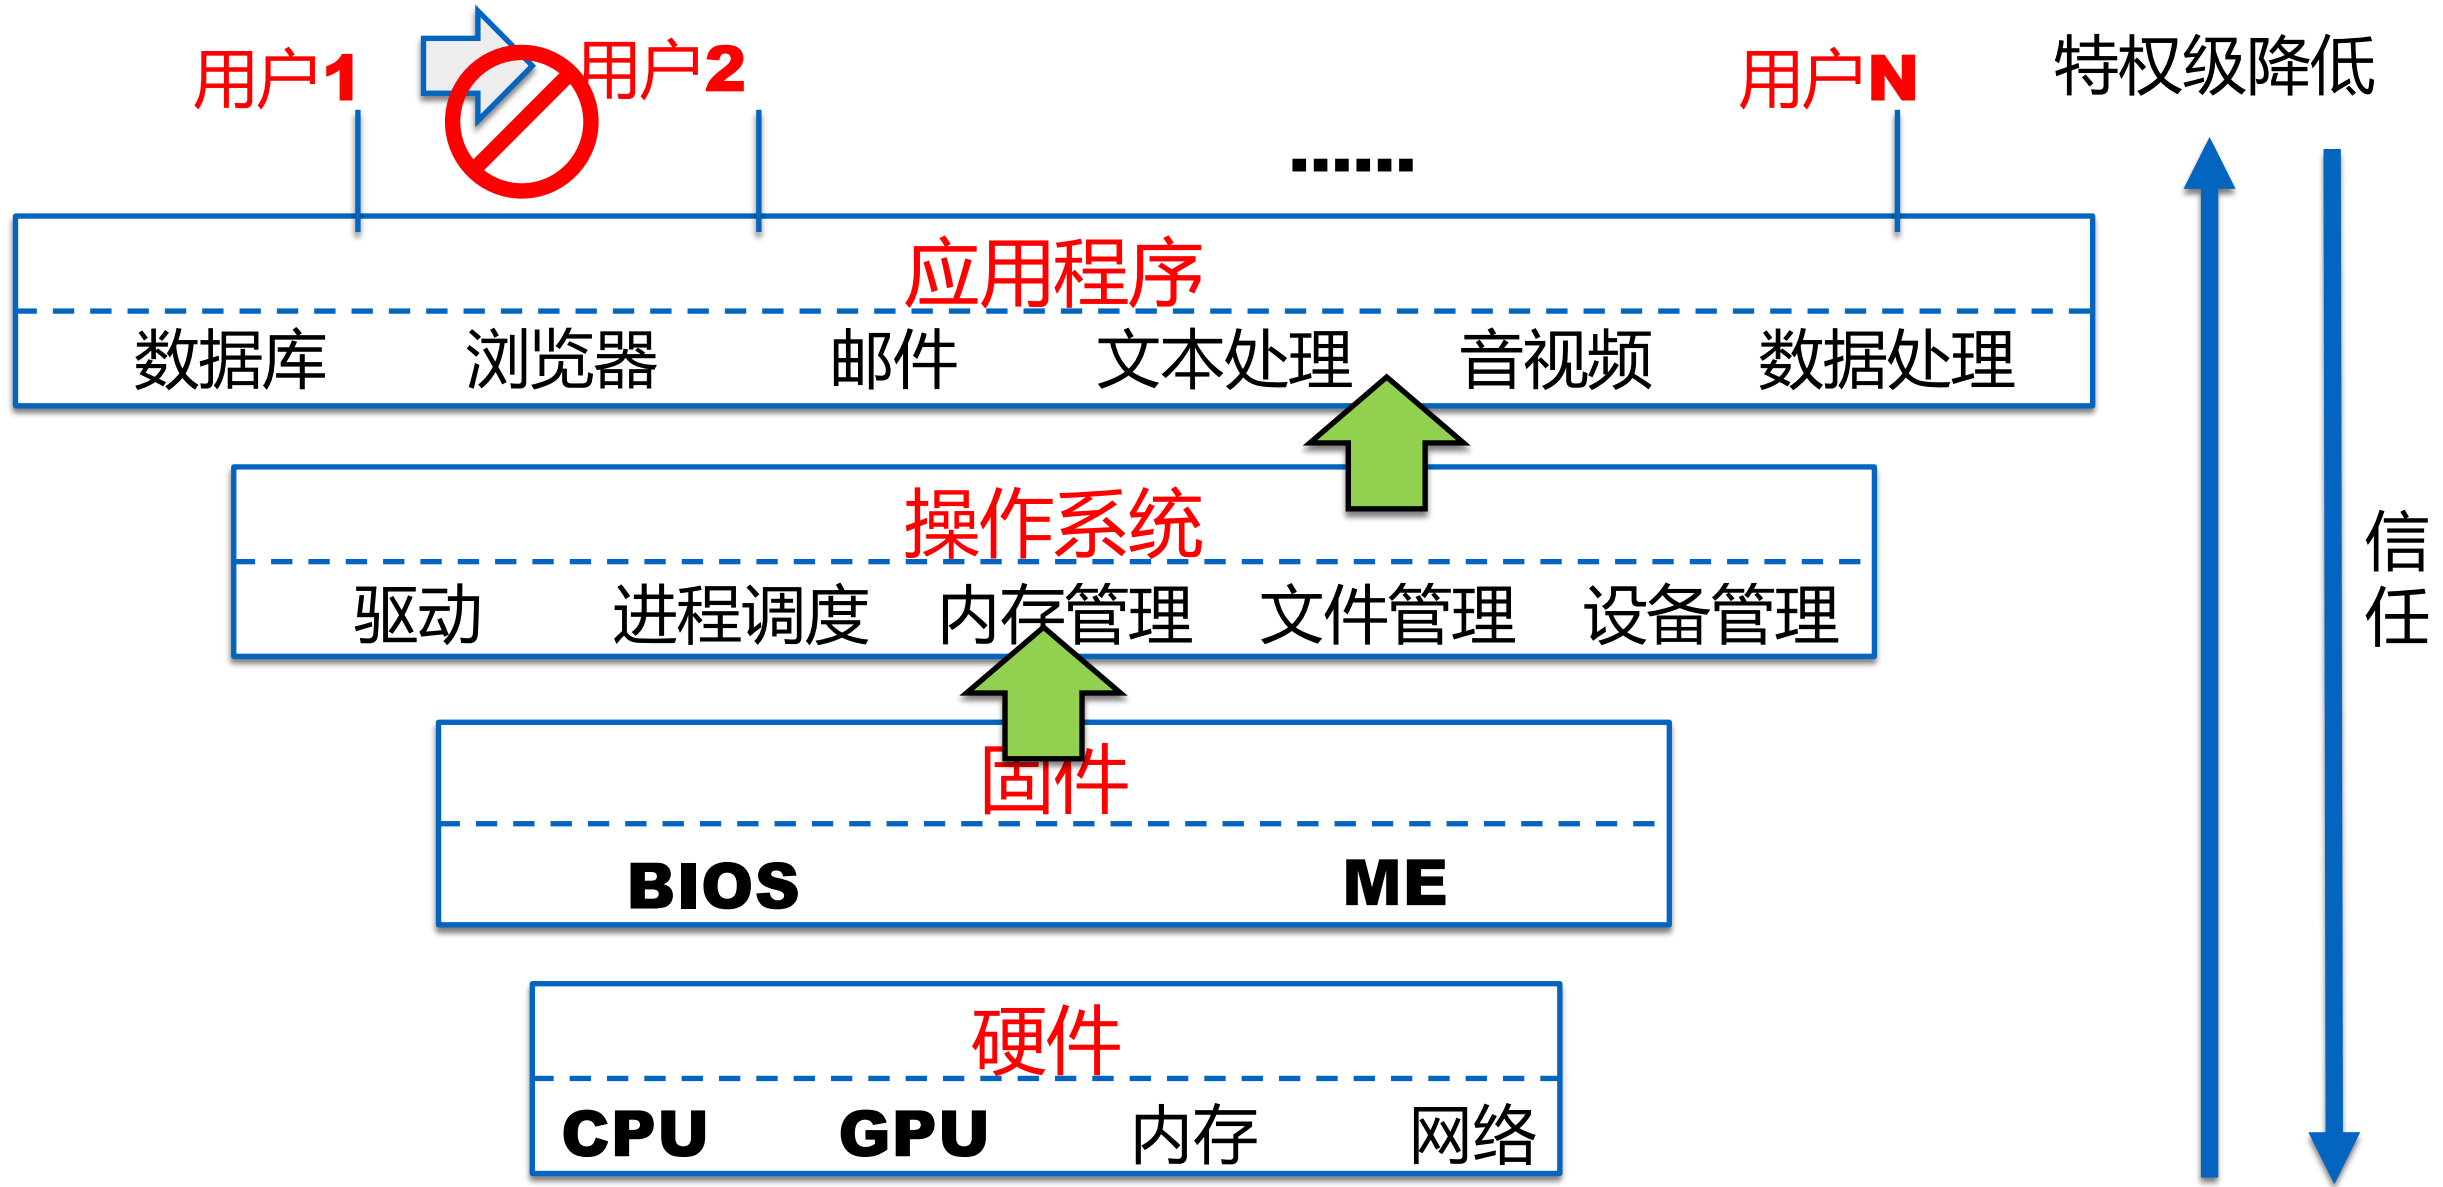 用户1
用户2
用户N
特权级降低
......
应用程序
数据库 浏览器 邮件 文本处理 音视频 数据处理
操作系统
驱动 进程调度 内存管理 文件管理 设备管理
信任
固件
BIOS ME
硬件
CPU GPU 内存 网络